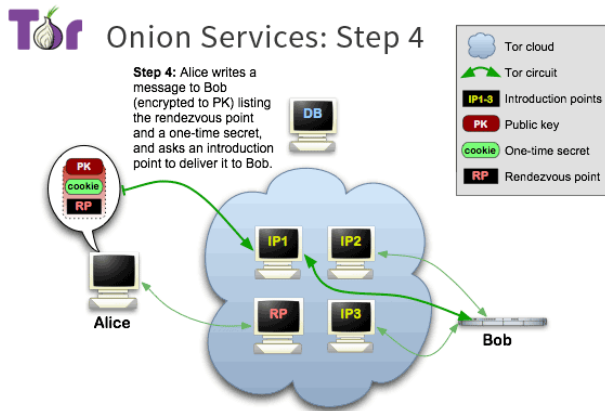 Tor
Onion Services: Step 4
Step 4: Alice writes a
message to Bob
(encrypted to PK) listing
the rendezvous point
and a one-time secret,
and asks an introduction
point to deliver it to Bob.
DB
Tor cloud
Tor circuit
IP1-3 Introduction points
PK Public key
cookie One-time secret
RP Rendezvous point
PK
cookie
RP
IP1
IP2
RP
IP3
Alice
Bob